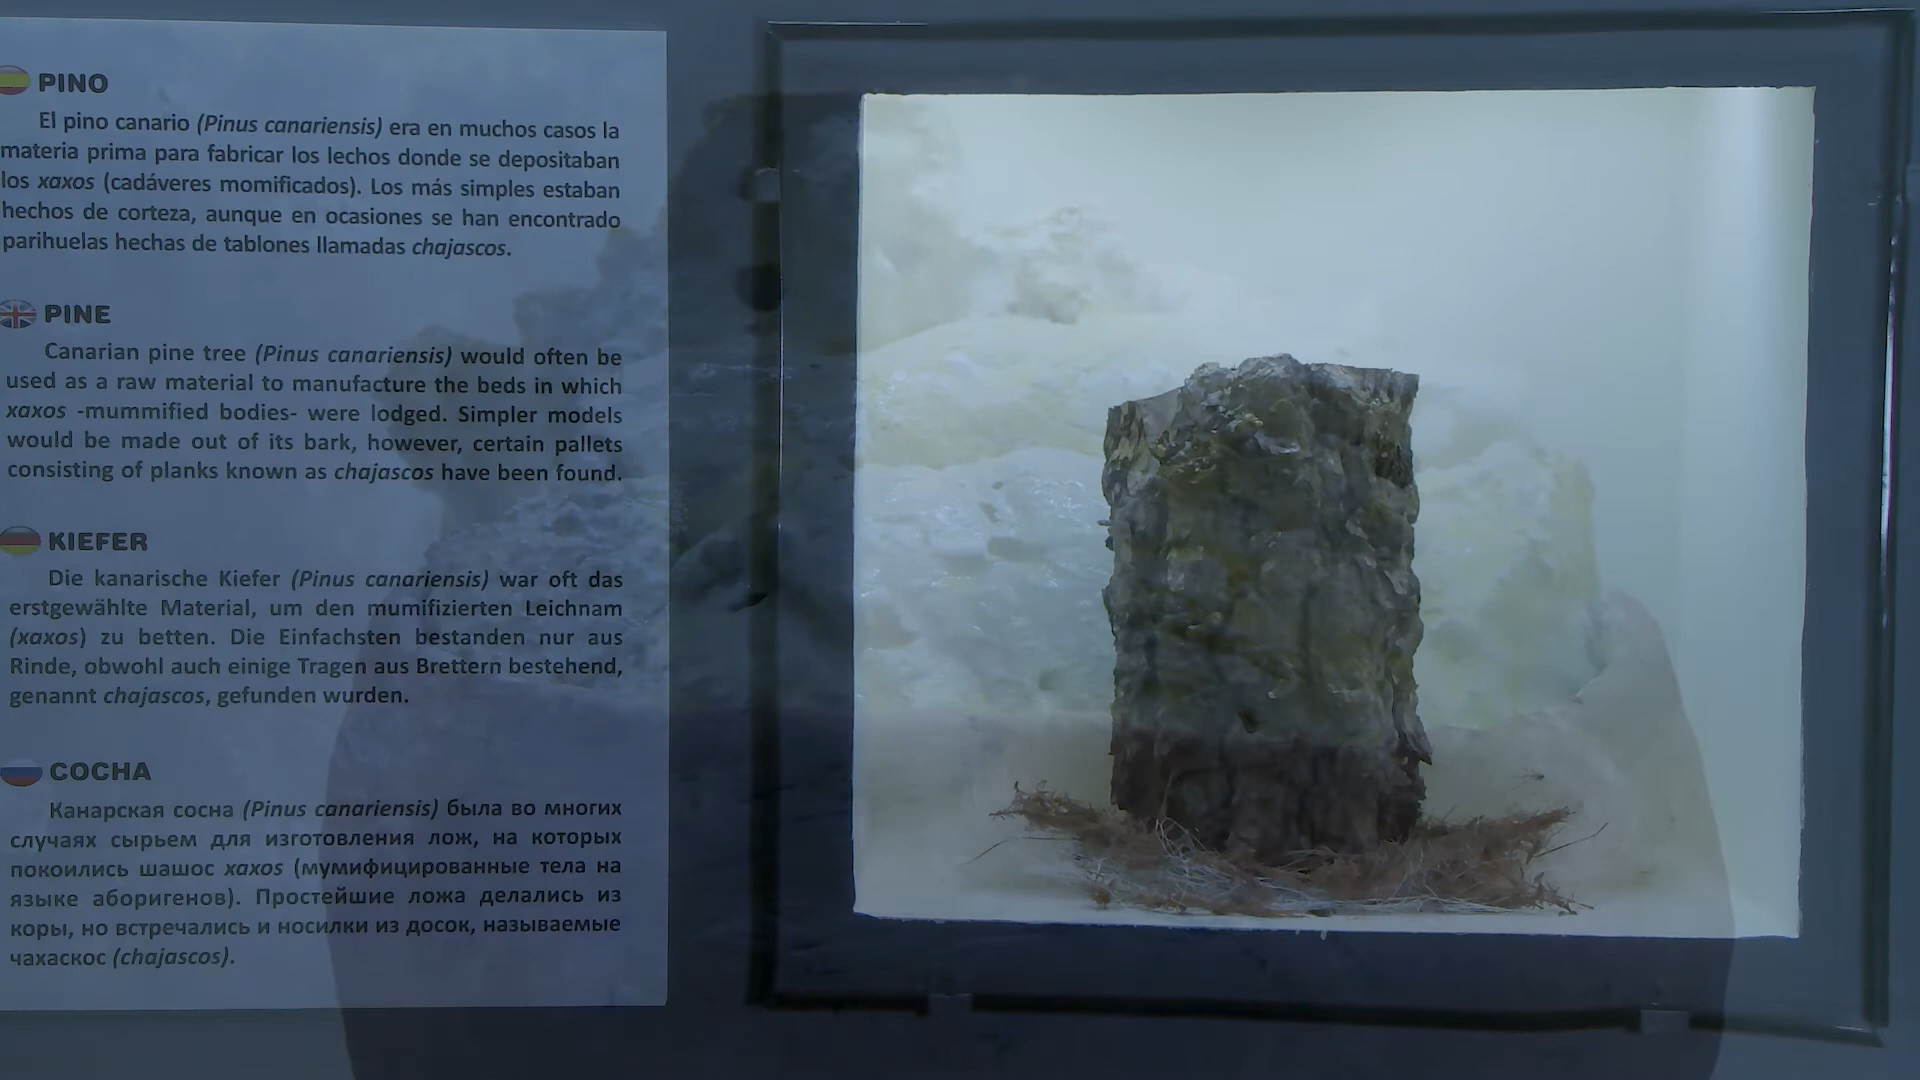 PINO
El pino canario (Pinus canariensis) era en muchos casos la
materia prima para fabricar los lechos donde se depositaban
los xaxos (cadáveres momificados). Los más simples estaban
hechos de corteza, aunque en ocasiones se han encontrado
parihuelas hechas de tablones llamadas chajascos.
PINE
Canarian pine tree (Pinus canariensis) would often be
used as a raw material to manufacture the beds in which
xaxos -mummified bodies- were lodged. Simpler models
would be made out of its bark, however, certain pallets
consisting of planks known as chajascos have been found.
KIEFER
Die kanarische Kiefer (Pinus canariensis) war oft das
erstgewählte Material, um den mumifizierten Leichnam
(xaxos) zu betten. Die Einfachsten bestanden nur aus
Rinde, obwohl auch einige Tragen aus Brettern bestehend,
genannt chajascos, gefunden wurden.
СОСНА
Канарская сосна (Pinus canariensis) была во многих
случаях сырьем для изготовления лож, на которых
покоились шашос xaxos (мумифицированные тела на
языке аборигенов). Простейшие ложа делались из
коры, но встречались и носилки из досок, называемые
чахаскос (chajascos).